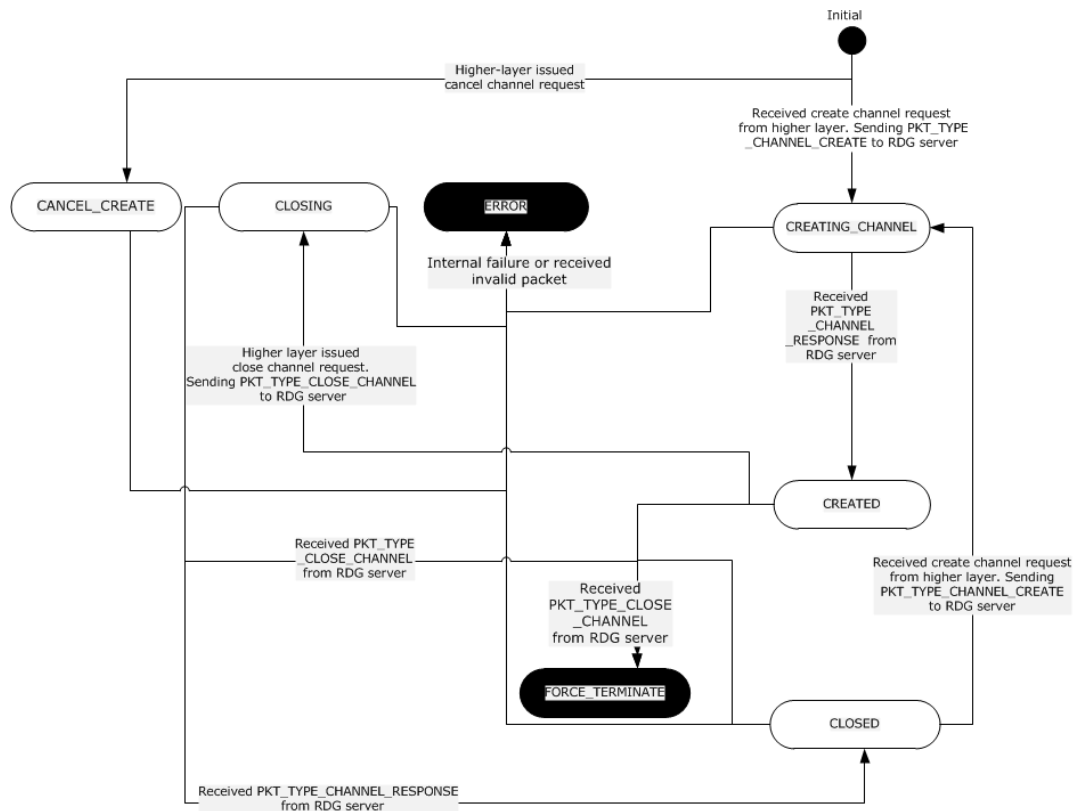 Initial
Higher-layer issued
cancel channel request
Received create channel request
from higher layer. Sending PKT_TYPE
_CHANNEL_CREATE to RDG server
CANCEL_CREATE
CLOSING
ERROR
CREATING_CHANNEL
Internal failure or received
invalid packet
Received
PKT_TYPE
_CHANNEL
_RESPONSE from
RDG server
Higher layer issued
close channel request.
Sending PKT_TYPE_CLOSE_CHANNEL
to RDG server
CREATED
Received PKT_TYPE
_CLOSE_CHANNEL
from RDG server
Received create channel request
from higher layer. Sending
PKT_TYPE_CHANNEL_CREATE
to RDG server
Received
PKT_TYPE_CLOSE
_CHANNEL
from RDG server
FORCE_TERMINATE
CLOSED
Received PKT_TYPE_CHANNEL_RESPONSE
from RDG server